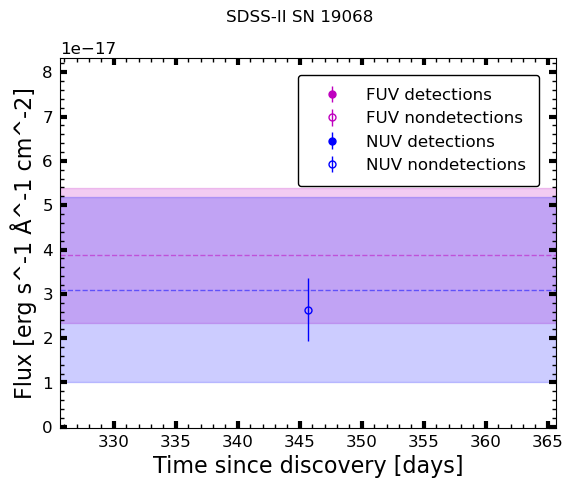 SDSS-II SN 19068
1e−17
8
7
6
5
4
3
2
1
0
Flux [erg s^-1 Å^-1 cm^-2]
FUV detections
FUV nondetections
NUV detections
NUV nondetections
330 335 340 345 350 355 360 365
Time since discovery [days]